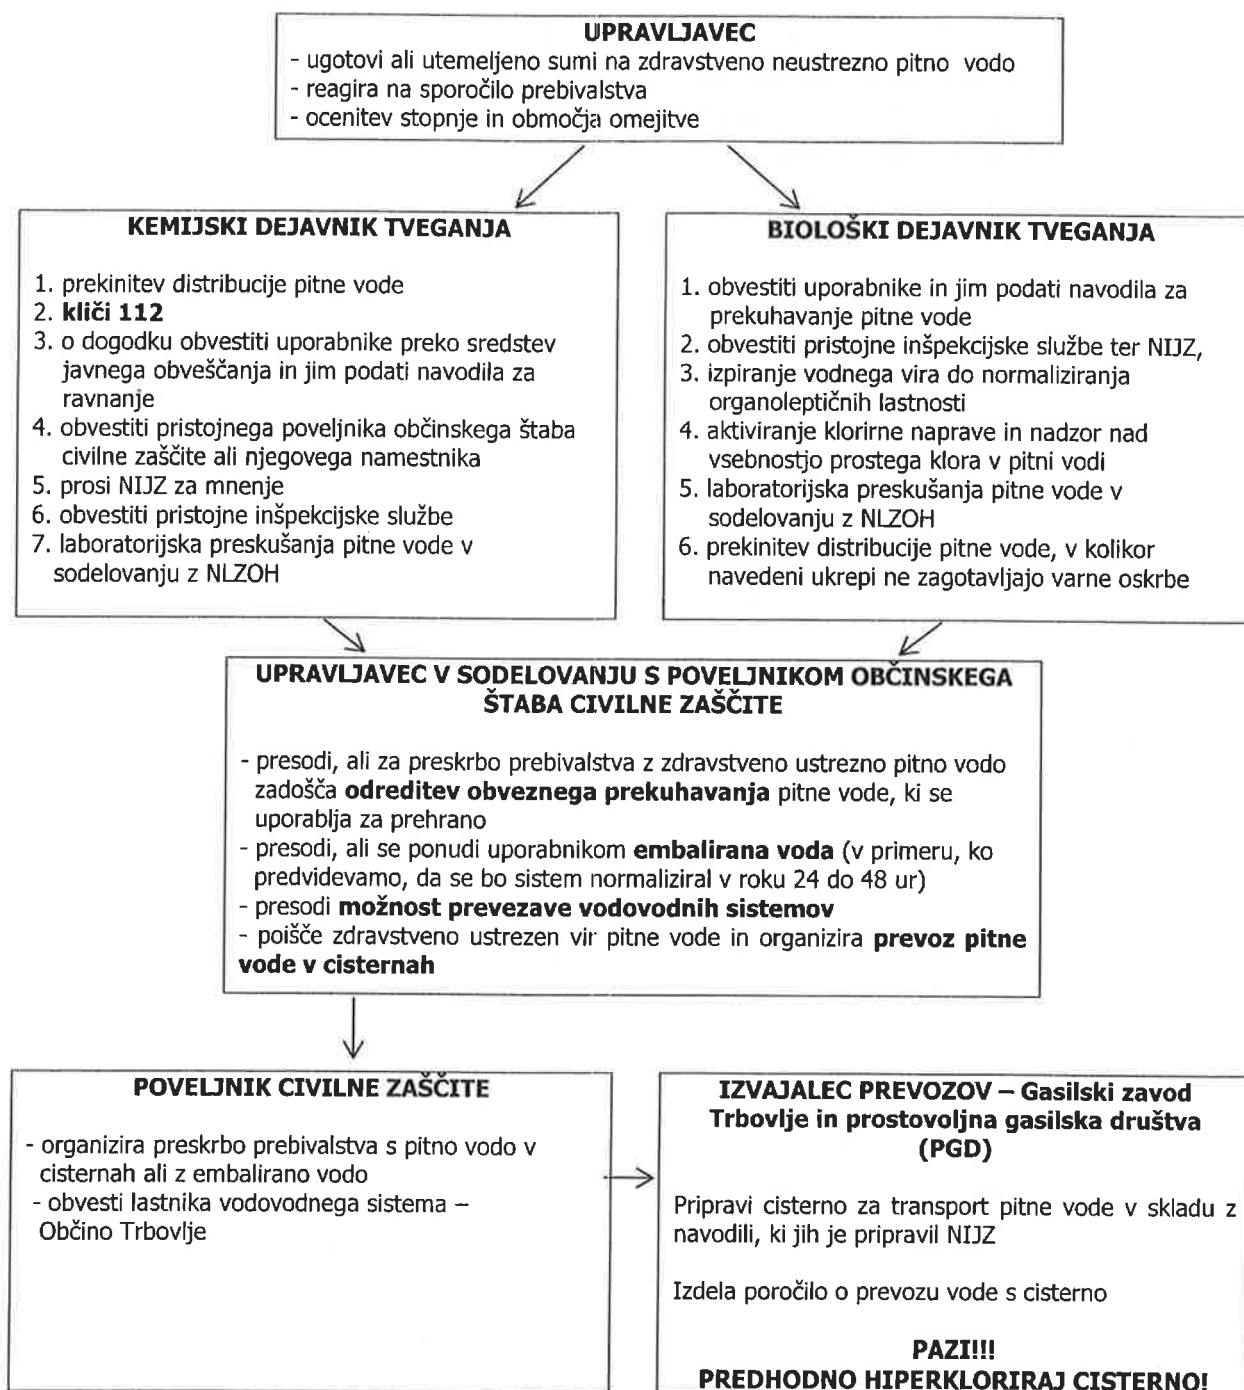 UPRAVLJAVEC
- ugotovi ali utemeljeno sumi na zdravstveno neustrezno pitno vodo
- reagira na sporočilo prebivalstva
- ocenitev stopnje in območja omejitve
KEMIJSKI DEJAVNIK TVEGANJA
1. prekinitev distribucije pitne vode
2. kliči 112
3. o dogodku obvestiti uporabnike preko sredstev
javnega obveščanja in jim podati navodila za
ravnanje
4. obvestiti pristojnega poveljnika občinskega štaba
civilne zaščite ali njegovega namestnika
5. prosi NIJZ za mnenje
6. obvestiti pristojne inšpekcijske službe
7. laboratorijska preskušanja pitne vode v
sodelovanju z NLZOH
BIOLOŠKI DEJAVNIK TVEGANJA
1. obvestiti uporabnike in jim podati navodila za
prekuhavanje pitne vode
2. obvestiti pristojne inšpekcijske službe ter NIJZ,
3. izpiranje vodnega vira do normaliziranja
organoleptičnih lastnosti
4. aktiviranje klorirne naprave in nadzor nad
vsebnostjo prostega klora v pitni vodi
5. laboratorijska preskušanja pitne vode v
sodelovanju z NLZOH
6. prekinitev distribucije pitne vode, v kolikor
navedeni ukrepi ne zagotavljajo varne oskrbe
UPRAVLJAVEC V SODELOVANJU S POVELJNIKOM OBČINSKEGA
ŠTABA CIVILNE ZAŠČITE
- presodi, ali za preskrbo prebivalstva z zdravstveno ustrezno pitno vodo
zadošča odreditev obveznega prekuhavanja pitne vode, ki se
uporablja za prehrano
- presodi, ali se ponudi uporabnikom embalirana voda (v primeru, ko
predvidevamo, da se bo sistem normaliziral v roku 24 do 48 ur)
- presodi možnost prevezave vodovodnih sistemov
- poišče zdravstveno ustrezen vir pitne vode in organizira prevoz pitne
vode v cisternah
POVELJNIK CIVILNE ZAŠČITE
- organizira preskrbo prebivalstva s pitno vodo v
cisternah ali z embalirano vodo
- obvesti lastnika vodovodnega sistema –
Občino Trbovlje
IZVAJALEC PREVOZOV – Gasilski zavod
Trbovlje in prostovoljna gasilska društva
(PGD)
Pripravi cisterno za transport pitne vode v skladu z
navodili, ki jih je pripravil NIJZ
Izdela poročilo o prevozu vode s cisterno
PAZI!!!
PREDHODNO HIPERKLORIRAJ CISTERNO!